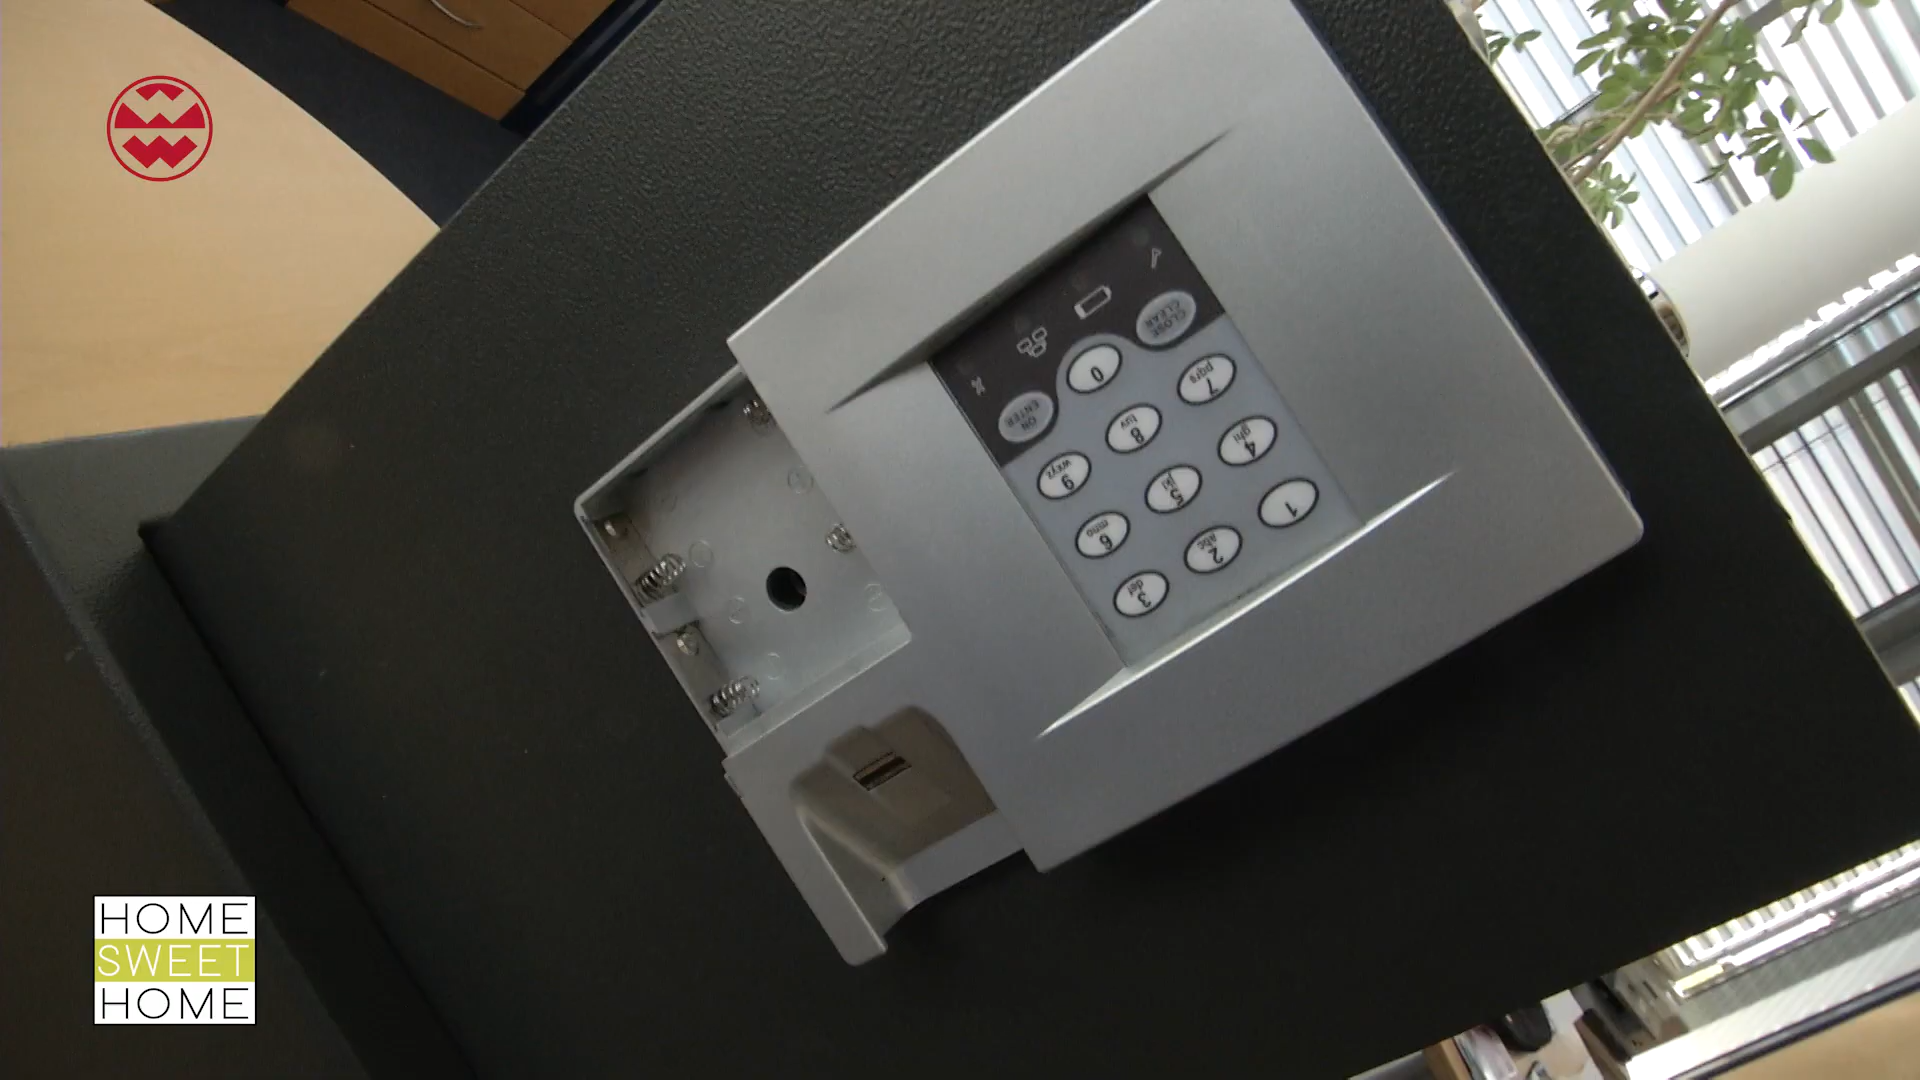 HOME
SWEET
HOME
1
2 abc
3 def
4 ghi
5 jkl
6 mno
7 pqrs
8 tuv
9 wxyz
CLOSE
CLEAR
0
ON
ENTER